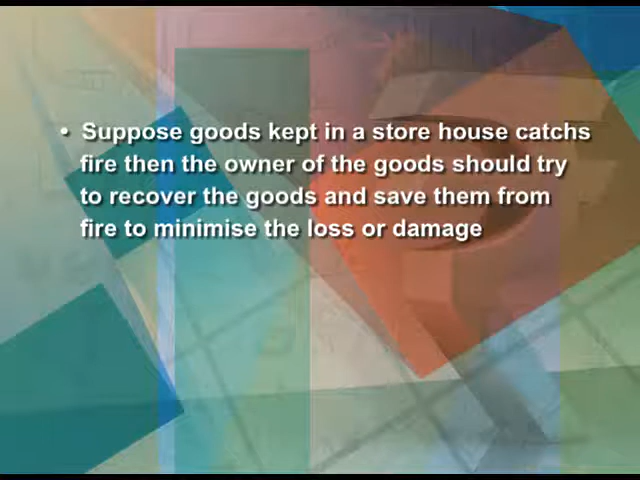 • Suppose goods kept in a store house catchs
fire then the owner of the goods should try
to recover the goods and save them from
fire to minimise the loss or damage